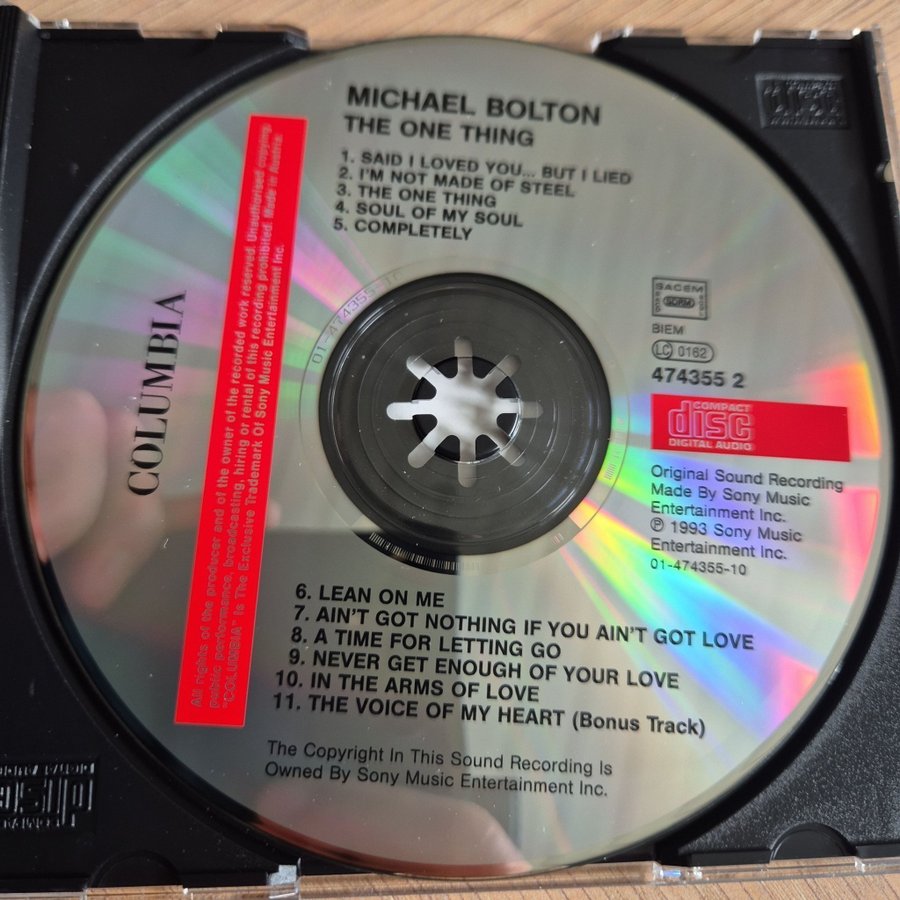 MICHAEL BOLTON
THE ONE THING
1. SAID I LOVED YOU... BUT I LIED
2. I'M NOT MADE OF STEEL
3. THE ONE THING
4. SOUL OF MY SOUL
5. COMPLETELY
COLUMBIA
All rights of the producer and of the owner of the recorded work reserved. Unauthorised copying,
public performance, broadcasting, hiring or rental of this recording prohibited. Made in Austria
"COLUMBIA" Is The Exclusive Trademark Of Sony Music Entertainment Inc.
SACEM
SDRM
BIEM
LC 0162
474355 2
COMPACT
disc
DIGITAL AUDIO
Original Sound Recording
Made By Sony Music
Entertainment Inc.
℗ 1993 Sony Music
Entertainment Inc.
01-474355-10
6. LEAN ON ME
7. AIN'T GOT NOTHING IF YOU AIN'T GOT LOVE
8. A TIME FOR LETTING GO
9. NEVER GET ENOUGH OF YOUR LOVE
10. IN THE ARMS OF LOVE
11. THE VOICE OF MY HEART (Bonus Track)
The Copyright In This Sound Recording Is
Owned By Sony Music Entertainment Inc.